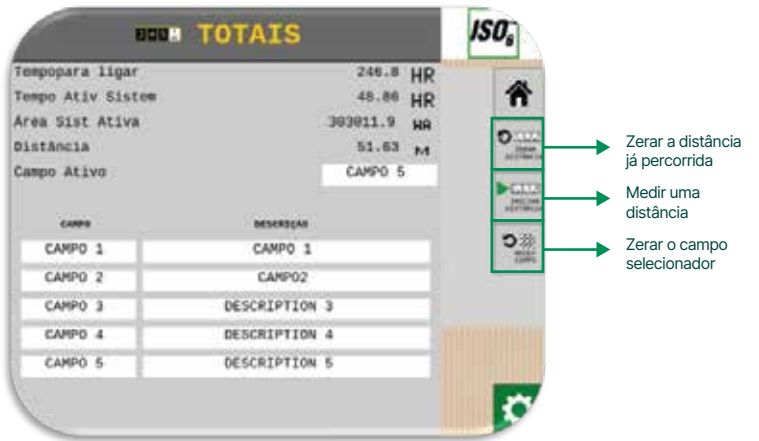 TOTAIS
ISO6
Tempopara ligar 246.8 HR
Tempo Ativ Sistem 48.86 HR
Área Sist Ativa 303011.9 HA
Distância 51.63 M
Campo Ativo CAMPO 5
CAMPO DESCRIÇÃO
CAMPO 1 CAMPO 1
CAMPO 2 CAMPO2
CAMPO 3 DESCRIPTION 3
CAMPO 4 DESCRIPTION 4
CAMPO 5 DESCRIPTION 5
Zerar a distância
já percorrida
Medir uma
distância
Zerar o campo
selecionador